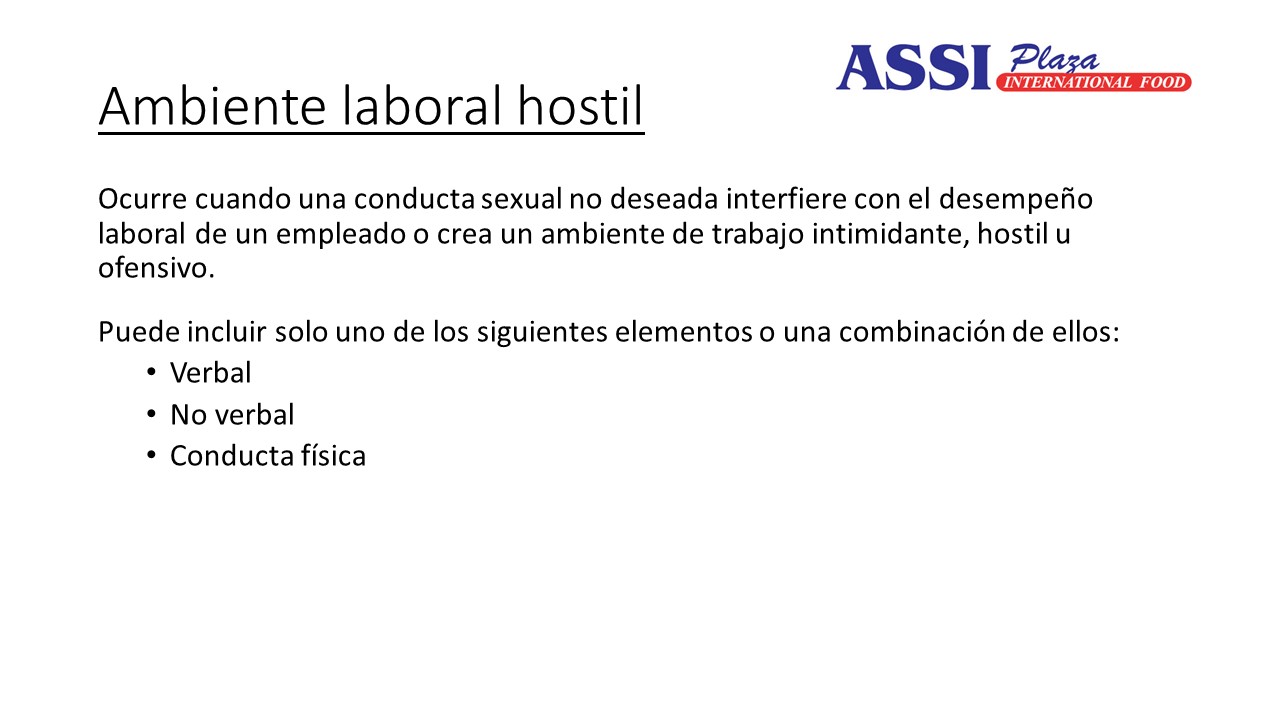 ASSI Plaza
INTERNATIONAL FOOD
Ambiente laboral hostil
Ocurre cuando una conducta sexual no deseada interfiere con el desempeño
laboral de un empleado o crea un ambiente de trabajo intimidante, hostil u
ofensivo.
Puede incluir solo uno de los siguientes elementos o una combinación de ellos:
• Verbal
• No verbal
• Conducta física